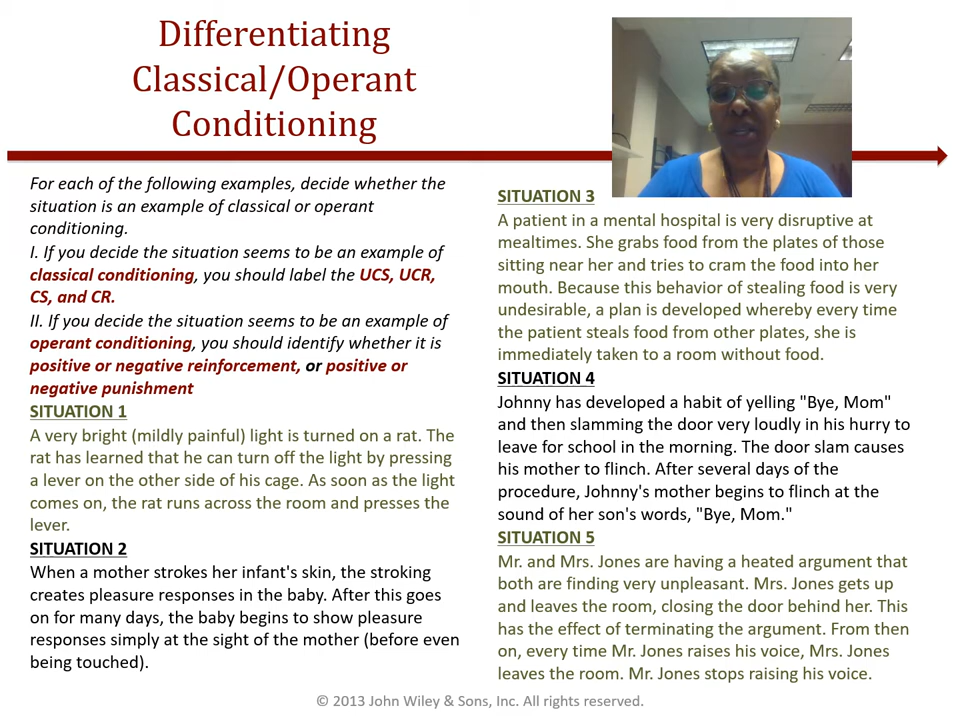 Differentiating
Classical/Operant
Conditioning
For each of the following examples, decide whether the
situation is an example of classical or operant
conditioning.
I. If you decide the situation seems to be an example of
classical conditioning, you should label the UCS, UCR,
CS, and CR.
II. If you decide the situation seems to be an example of
operant conditioning, you should identify whether it is
positive or negative reinforcement, or positive or
negative punishment
SITUATION 1
A very bright (mildly painful) light is turned on a rat. The
rat has learned that he can turn off the light by pressing
a lever on the other side of his cage. As soon as the light
comes on, the rat runs across the room and presses the
lever.
SITUATION 2
When a mother strokes her infant's skin, the stroking
creates pleasure responses in the baby. After this goes
on for many days, the baby begins to show pleasure
responses simply at the sight of the mother (before even
being touched).
SITUATION 3
A patient in a mental hospital is very disruptive at
mealtimes. She grabs food from the plates of those
sitting near her and tries to cram the food into her
mouth. Because this behavior of stealing food is very
undesirable, a plan is developed whereby every time
the patient steals food from other plates, she is
immediately taken to a room without food.
SITUATION 4
Johnny has developed a habit of yelling "Bye, Mom"
and then slamming the door very loudly in his hurry to
leave for school in the morning. The door slam causes
his mother to flinch. After several days of the
procedure, Johnny's mother begins to flinch at the
sound of her son's words, "Bye, Mom."
SITUATION 5
Mr. and Mrs. Jones are having a heated argument that
both are finding very unpleasant. Mrs. Jones gets up
and leaves the room, closing the door behind her. This
has the effect of terminating the argument. From then
on, every time Mr. Jones raises his voice, Mrs. Jones
leaves the room. Mr. Jones stops raising his voice.
© 2013 John Wiley & Sons, Inc. All rights reserved.